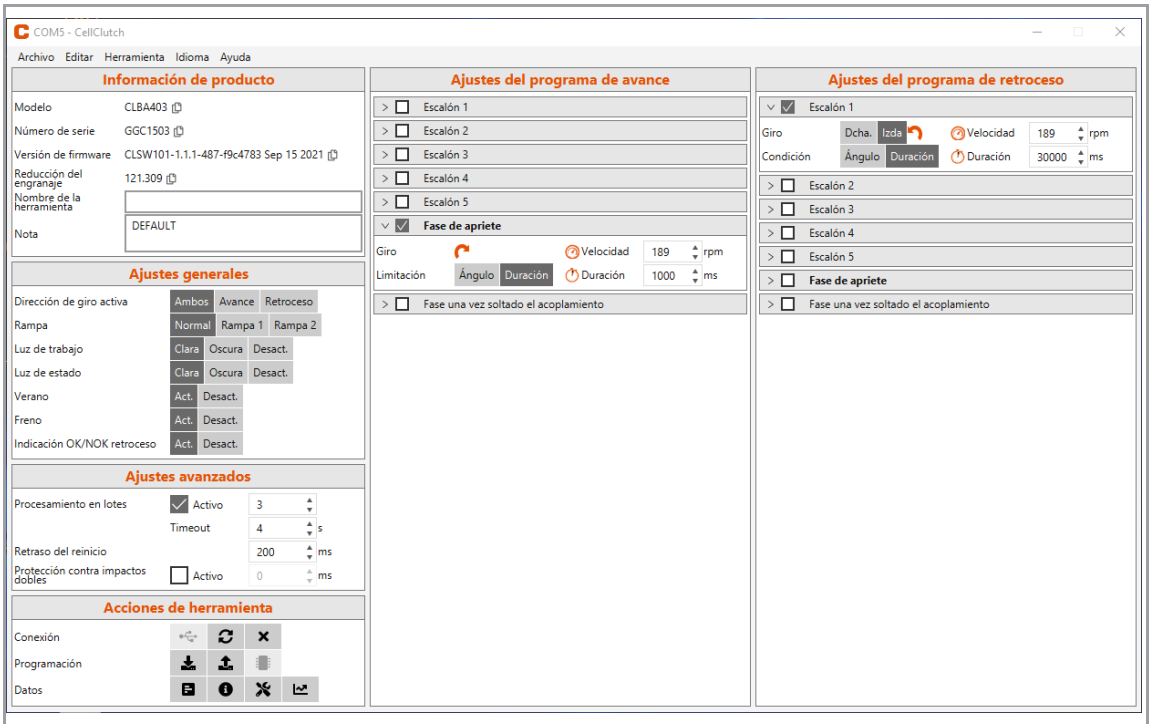 COM5 - CellClutch
Archivo Editar Herramienta Idioma Ayuda
Información de producto
Modelo CLBA403
Número de serie GGC1503
Versión de firmware CLSW101-1.1.1-487-f9c4783 Sep 15 2021
Reducción del
engranaje 121.309
Nombre de la
herramienta
Nota DEFAULT
Ajustes generales
Dirección de giro activa Ambos Avance Retroceso
Rampa Normal Rampa 1 Rampa 2
Luz de trabajo Clara Oscura Desact.
Luz de estado Clara Oscura Desact.
Verano Act. Desact.
Freno Act. Desact.
Indicación OK/NOK retroceso Act. Desact.
Ajustes avanzados
Procesamiento en lotes Activo 3
Timeout 4 s
Retraso del reinicio 200 ms
Protección contra impactos
dobles Activo 0 ms
Acciones de herramienta
Conexión
Programación
Datos
Ajustes del programa de avance
Escalón 1
Escalón 2
Escalón 3
Escalón 4
Escalón 5
Fase de apriete
Giro Velocidad 189 rpm
Limitación Ángulo Duración Duración 1000 ms
Fase una vez soltado el acoplamiento
Ajustes del programa de retroceso
Escalón 1
Giro Dcha. Izda Velocidad 189 rpm
Condición Ángulo Duración Duración 30000 ms
Escalón 2
Escalón 3
Escalón 4
Escalón 5
Fase de apriete
Fase una vez soltado el acoplamiento